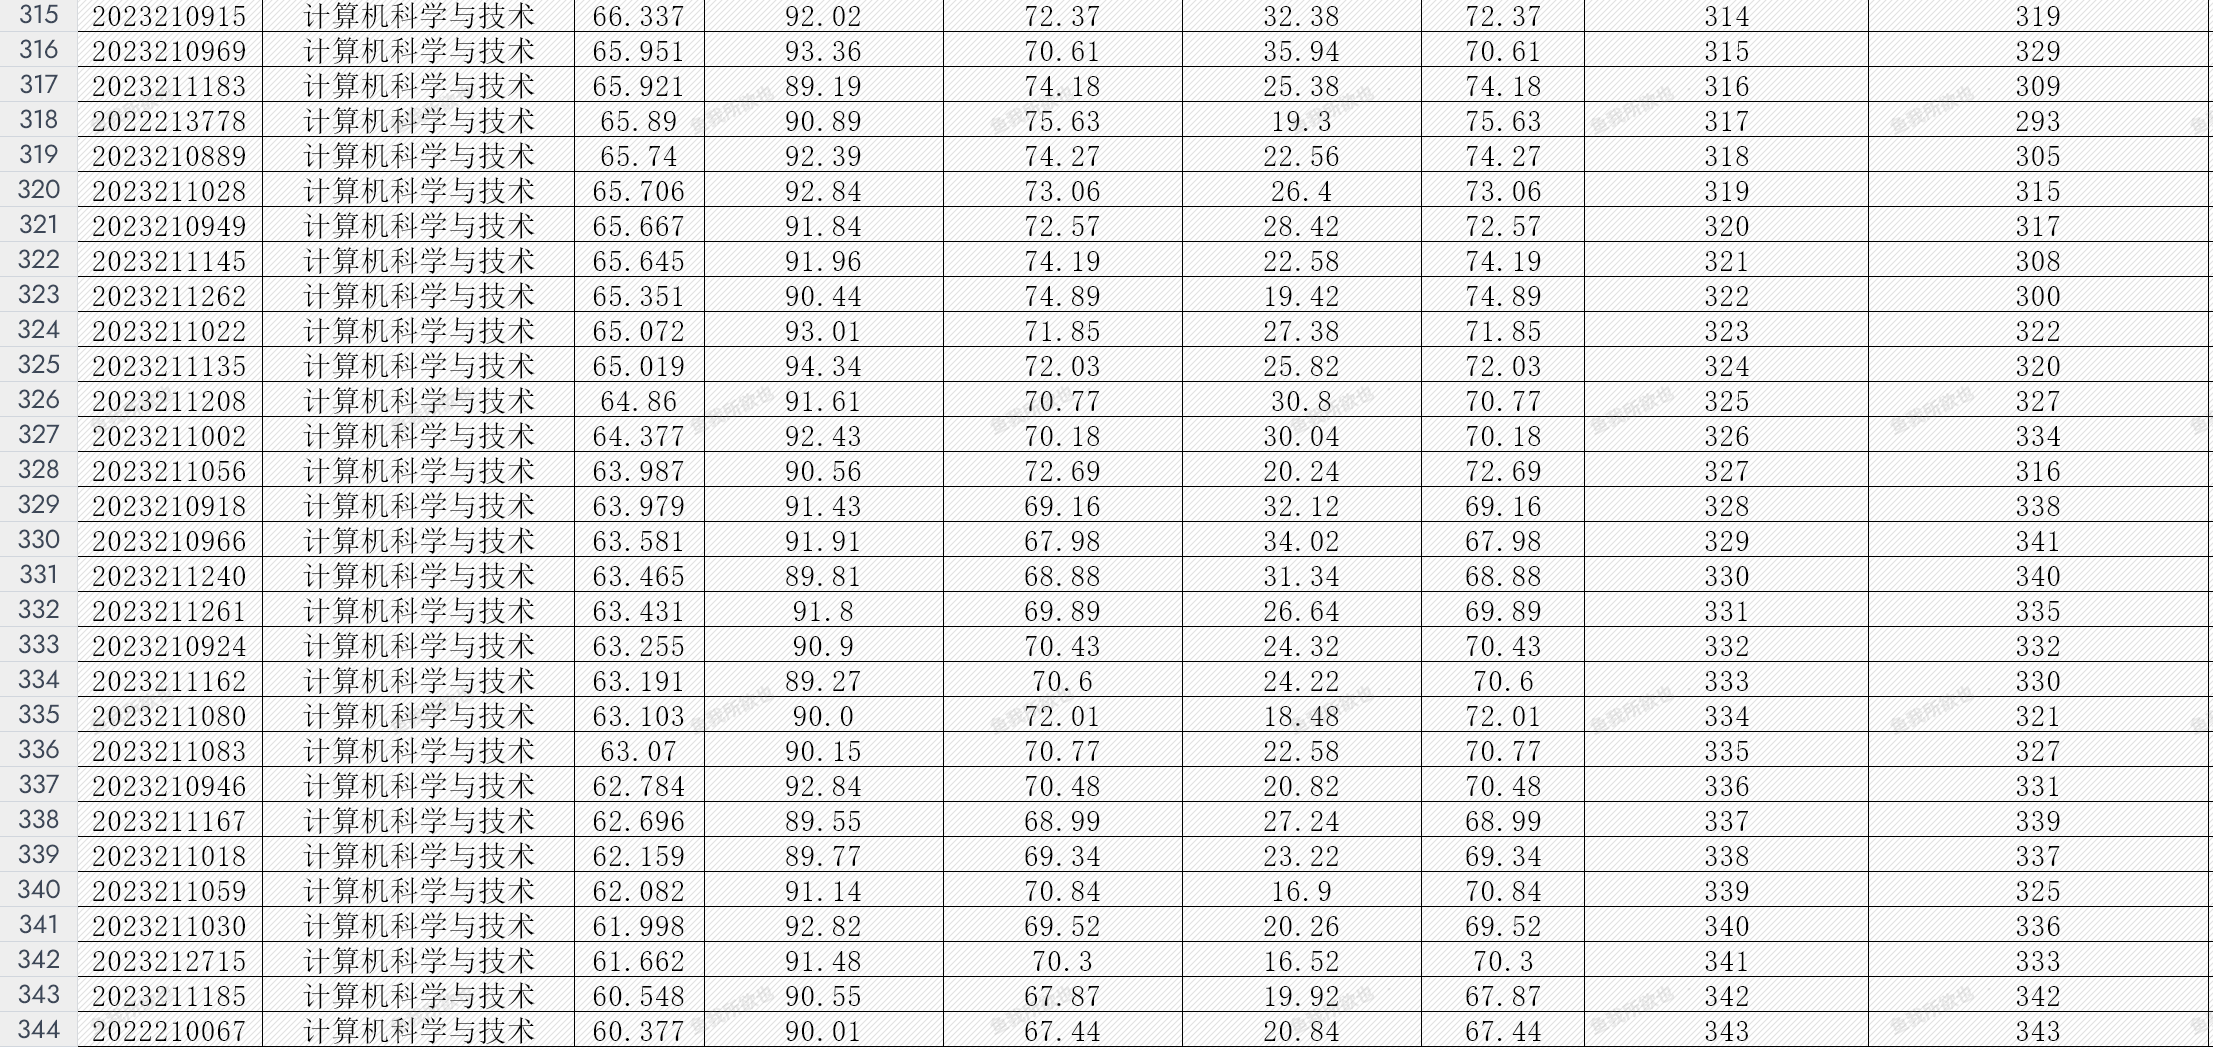 315 2023210915 计算机科学与技术 66.337 92.02 72.37 32.38 72.37 314 319
316 2023210969 计算机科学与技术 65.951 93.36 70.61 35.94 70.61 315 329
317 2023211183 计算机科学与技术 65.921 89.19 74.18 25.38 74.18 316 309
318 2022213778 计算机科学与技术 65.89 90.89 75.63 19.3 75.63 317 293
319 2023210889 计算机科学与技术 65.74 92.39 74.27 22.56 74.27 318 305
320 2023211028 计算机科学与技术 65.706 92.84 73.06 26.4 73.06 319 315
321 2023210949 计算机科学与技术 65.667 91.84 72.57 28.42 72.57 320 317
322 2023211145 计算机科学与技术 65.645 91.96 74.19 22.58 74.19 321 308
323 2023211262 计算机科学与技术 65.351 90.44 74.89 19.42 74.89 322 300
324 2023211022 计算机科学与技术 65.072 93.01 71.85 27.38 71.85 323 322
325 2023211135 计算机科学与技术 65.019 94.34 72.03 25.82 72.03 324 320
326 2023211208 计算机科学与技术 64.86 91.61 70.77 30.8 70.77 325 327
327 2023211002 计算机科学与技术 64.377 92.43 70.18 30.04 70.18 326 334
328 2023211056 计算机科学与技术 63.987 90.56 72.69 20.24 72.69 327 316
329 2023210918 计算机科学与技术 63.979 91.43 69.16 32.12 69.16 328 338
330 2023210966 计算机科学与技术 63.581 91.91 67.98 34.02 67.98 329 341
331 2023211240 计算机科学与技术 63.465 89.81 68.88 31.34 68.88 330 340
332 2023211261 计算机科学与技术 63.431 91.8 69.89 26.64 69.89 331 335
333 2023210924 计算机科学与技术 63.255 90.9 70.43 24.32 70.43 332 332
334 2023211162 计算机科学与技术 63.191 89.27 70.6 24.22 70.6 333 330
335 2023211080 计算机科学与技术 63.103 90.0 72.01 18.48 72.01 334 321
336 2023211083 计算机科学与技术 63.07 90.15 70.77 22.58 70.77 335 327
337 2023210946 计算机科学与技术 62.784 92.84 70.48 20.82 70.48 336 331
338 2023211167 计算机科学与技术 62.696 89.55 68.99 27.24 68.99 337 339
339 2023211018 计算机科学与技术 62.159 89.77 69.34 23.22 69.34 338 337
340 2023211059 计算机科学与技术 62.082 91.14 70.84 16.9 70.84 339 325
341 2023211030 计算机科学与技术 61.998 92.82 69.52 20.26 69.52 340 336
342 2023212715 计算机科学与技术 61.662 91.48 70.3 16.52 70.3 341 333
343 2023211185 计算机科学与技术 60.548 90.55 67.87 19.92 67.87 342 342
344 2022210067 计算机科学与技术 60.377 90.01 67.44 20.84 67.44 343 343
鱼我所欲也